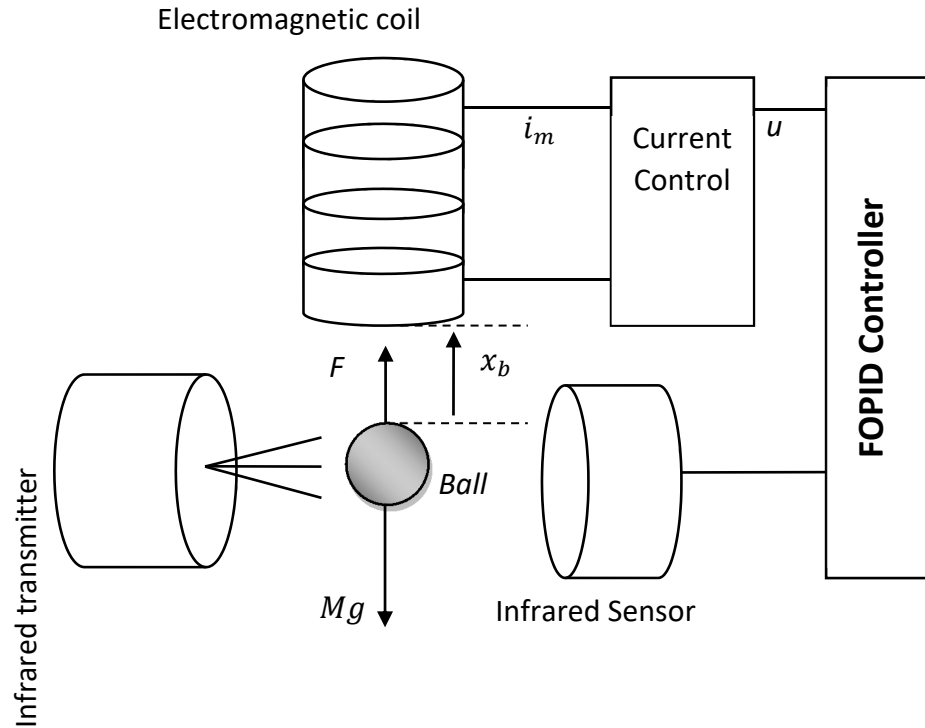 Electromagnetic coil
i_m
Current
Control
u
FOPID Controller
F
x_b
Ball
Mg
Infrared Sensor
Infrared transmitter